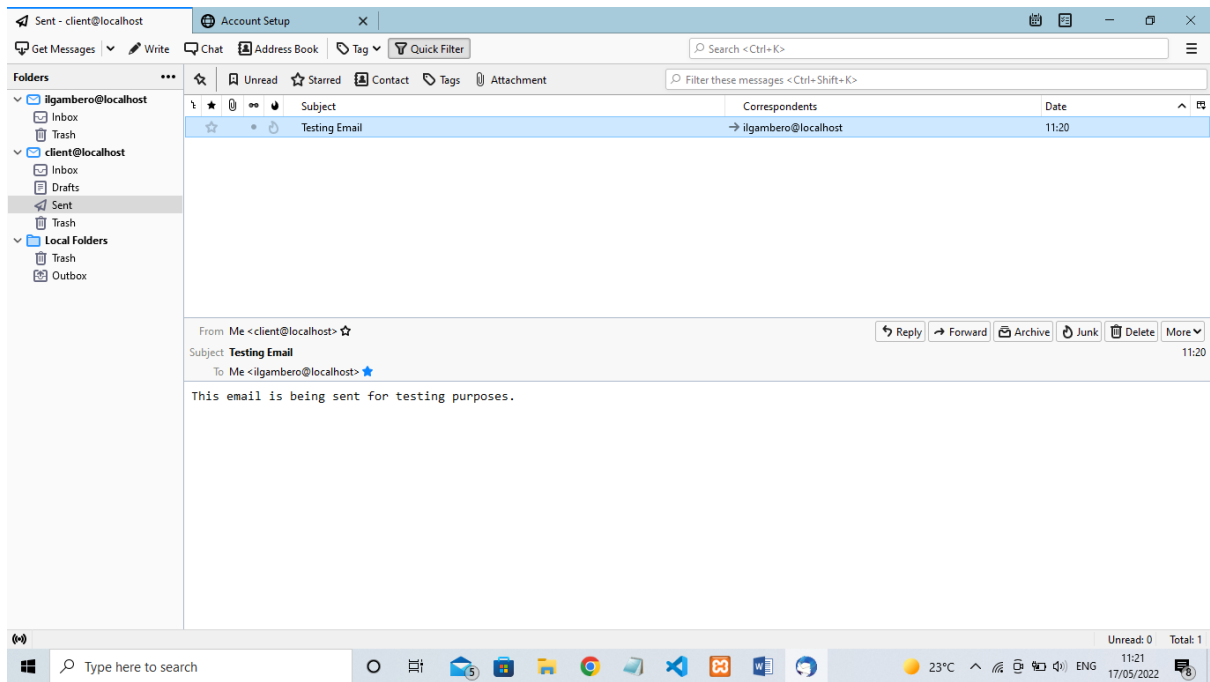 Sent - client@localhost Account Setup
Get Messages Write Chat Address Book Tag Quick Filter Search <Ctrl+K>
Folders Unread Starred Contact Tags Attachment Filter these messages <Ctrl+Shift+K>
ilgambero@localhost
Inbox
Trash
client@localhost
Inbox
Drafts
Sent
Trash
Local Folders
Trash
Outbox
Subject Correspondents Date
Testing Email ilgambero@localhost 11:20
From Me <client@localhost> Reply Forward Archive Junk Delete More
Subject Testing Email 11:20
To Me <ilgambero@localhost>
This email is being sent for testing purposes.
Unread: 0 Total: 1
Type here to search 5 23°C ENG 11:21
17/05/2022 8